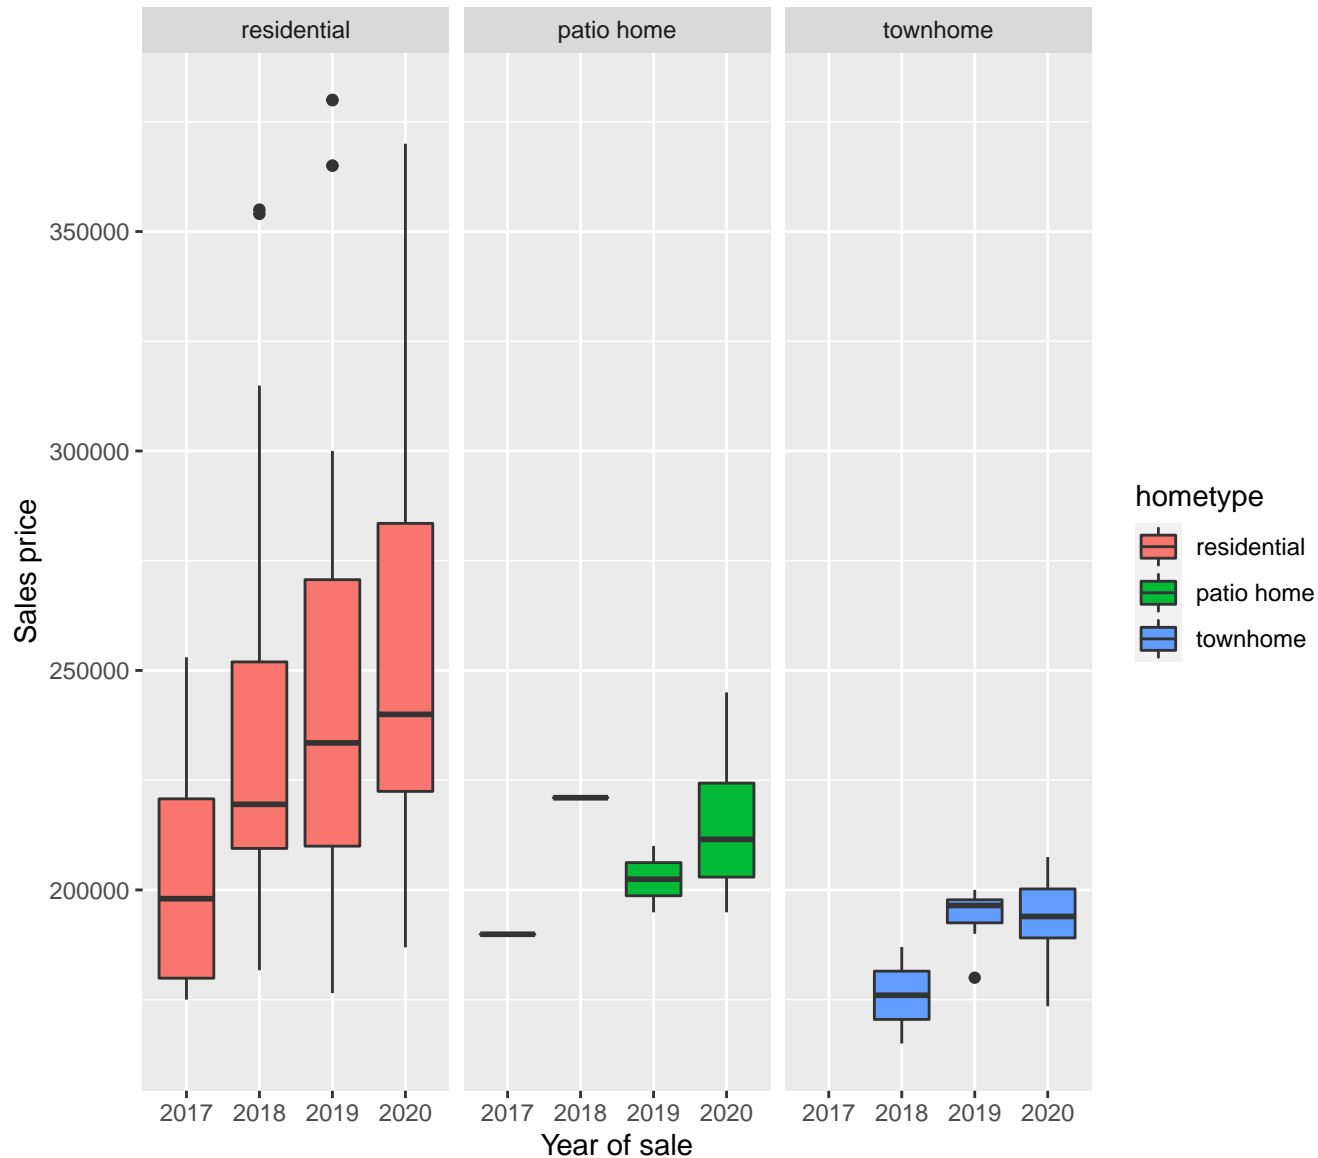 residential patio home townhome
350000
300000
250000
200000
Sales price
2017 2018 2019 2020 2017 2018 2019 2020 2017 2018 2019 2020
Year of sale
hometype
residential
patio home
townhome